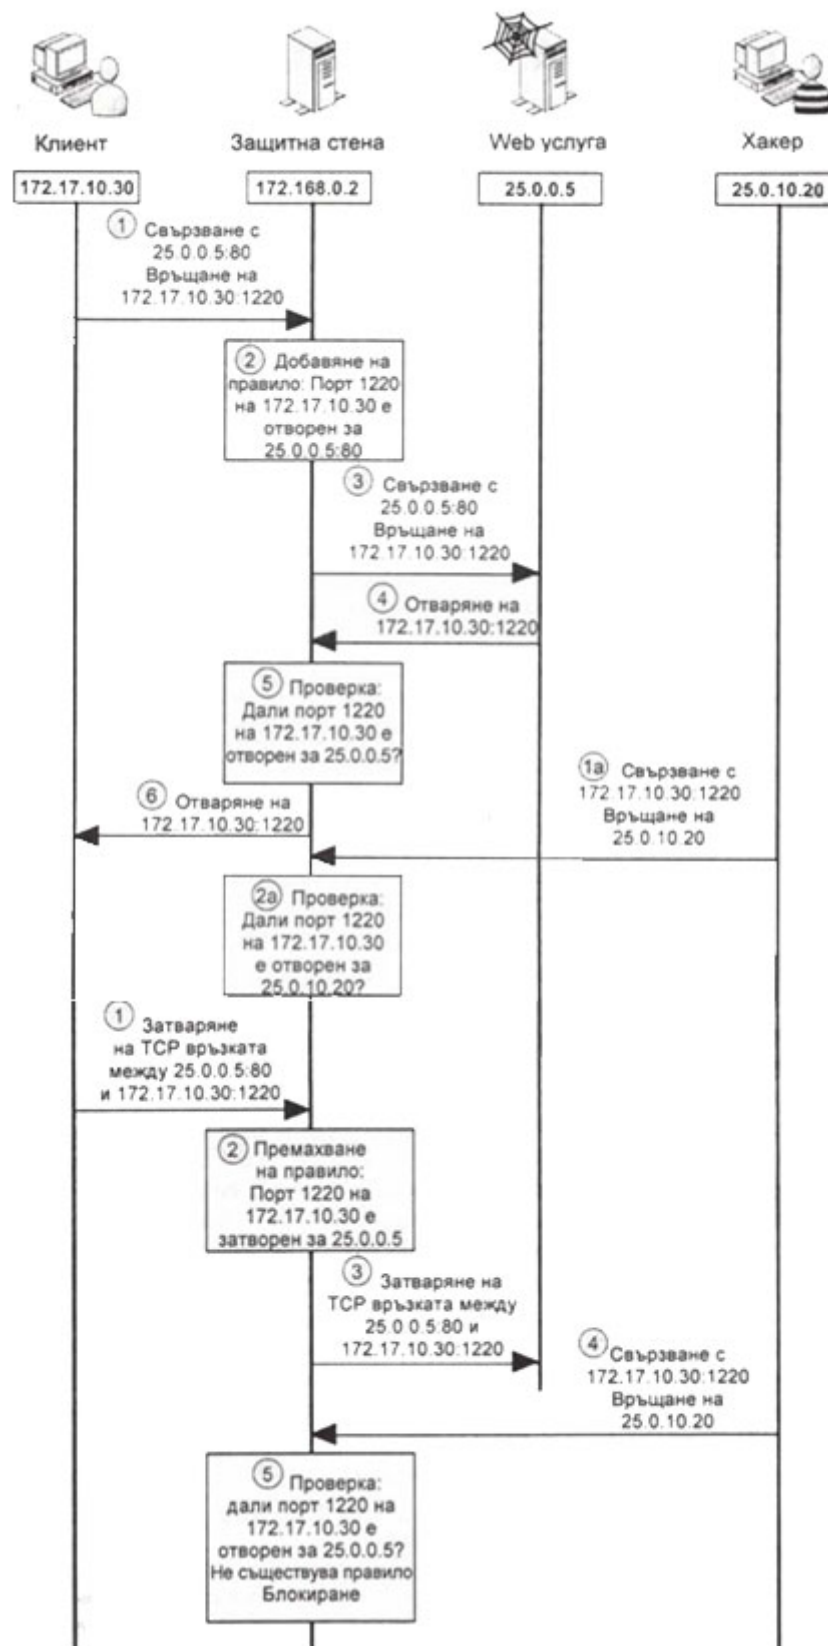 Клиент
Защитна стена
Web услуга
Хакер
172.17.10.30
172.168.0.2
25.0.0.5
25.0.10.20
1 Свързване с
25.0.0.5:80
Връщане на
172.17.10.30:1220
2 Добавяне на
правило: Порт 1220
на 172.17.10.30 е
отворен за
25.0.0.5:80
3 Свързване с
25.0.0.5:80
Връщане на
172.17.10.30:1220
4 Отваряне на
172.17.10.30:1220
5 Проверка:
Дали порт 1220
на 172.17.10.30 е
отворен за 25.0.0.5?
1a Свързване с
172.17.10.30:1220
Връщане на
25.0.10.20
6 Отваряне на
172.17.10.30:1220
2a Проверка:
Дали порт 1220
на 172.17.10.30
е отворен за
25.0.10.20?
1 Затваряне
на TCP връзката
между 25.0.0.5:80
и 172.17.10.30:1220
2 Премахване
на правило:
Порт 1220 на
172.17.10.30 е
затворен за 25.0.0.5
3 Затваряне на
TCP връзката между
25.0.0.5:80 и
172.17.10.30:1220
4 Свързване с
172.17.10.30:1220
Връщане на
25.0.10.20
5 Проверка:
дали порт 1220 на
172.17.10.30 е
отворен за 25.0.0.5?
Не съществува правило
Блокиране